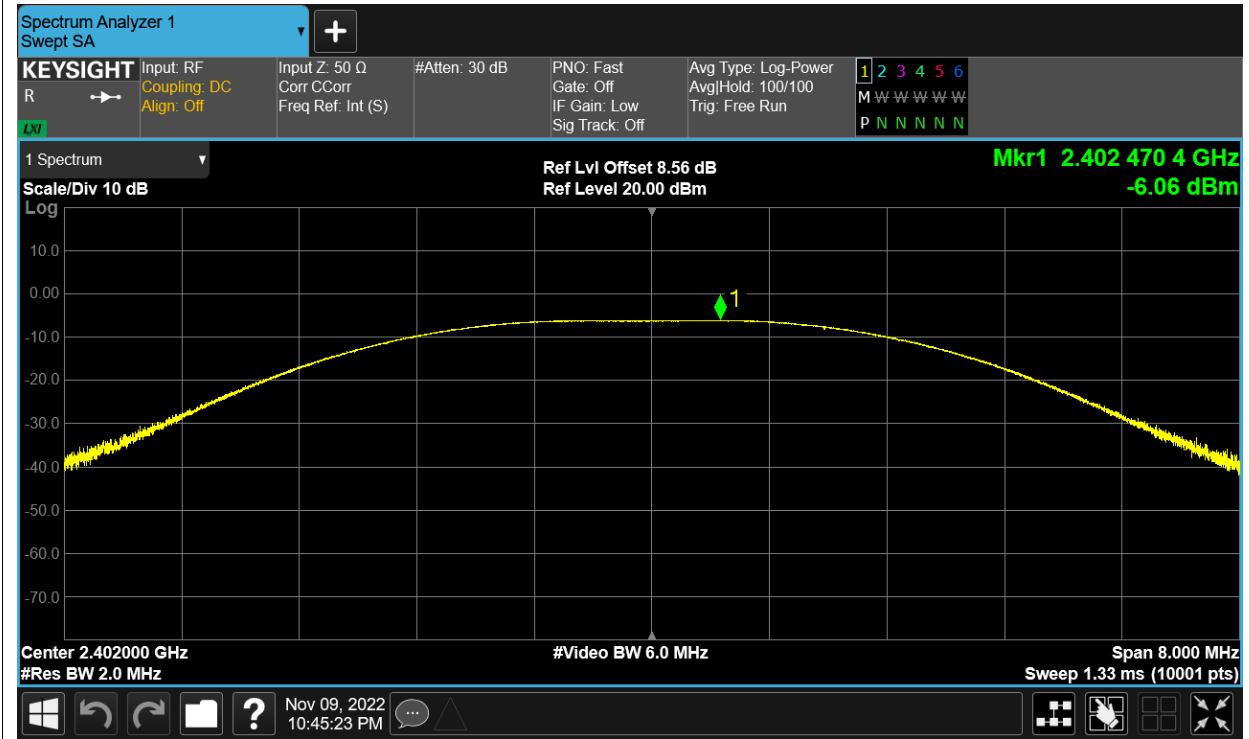 Spectrum Analyzer 1
Swept SA
KEYSIGHT
R
LXI
Input: RF
Coupling: DC
Align: Off
Input Z: 50 Ω
Corr CCorr
Freq Ref: Int (S)
#Atten: 30 dB
PNO: Fast
Gate: Off
IF Gain: Low
Sig Track: Off
Avg Type: Log-Power
Avg|Hold: 100/100
Trig: Free Run
1 2 3 4 5 6
M W W W W W
P N N N N N
1 Spectrum
Scale/Div 10 dB
Log
Ref Lvl Offset 8.56 dB
Ref Level 20.00 dBm
Mkr1 2.402 470 4 GHz
-6.06 dBm
10.0
0.00
-10.0
-20.0
-30.0
-40.0
-50.0
-60.0
-70.0
1
Center 2.402000 GHz
#Res BW 2.0 MHz
#Video BW 6.0 MHz
Span 8.000 MHz
Sweep 1.33 ms (10001 pts)
?
Nov 09, 2022
10:45:23 PM